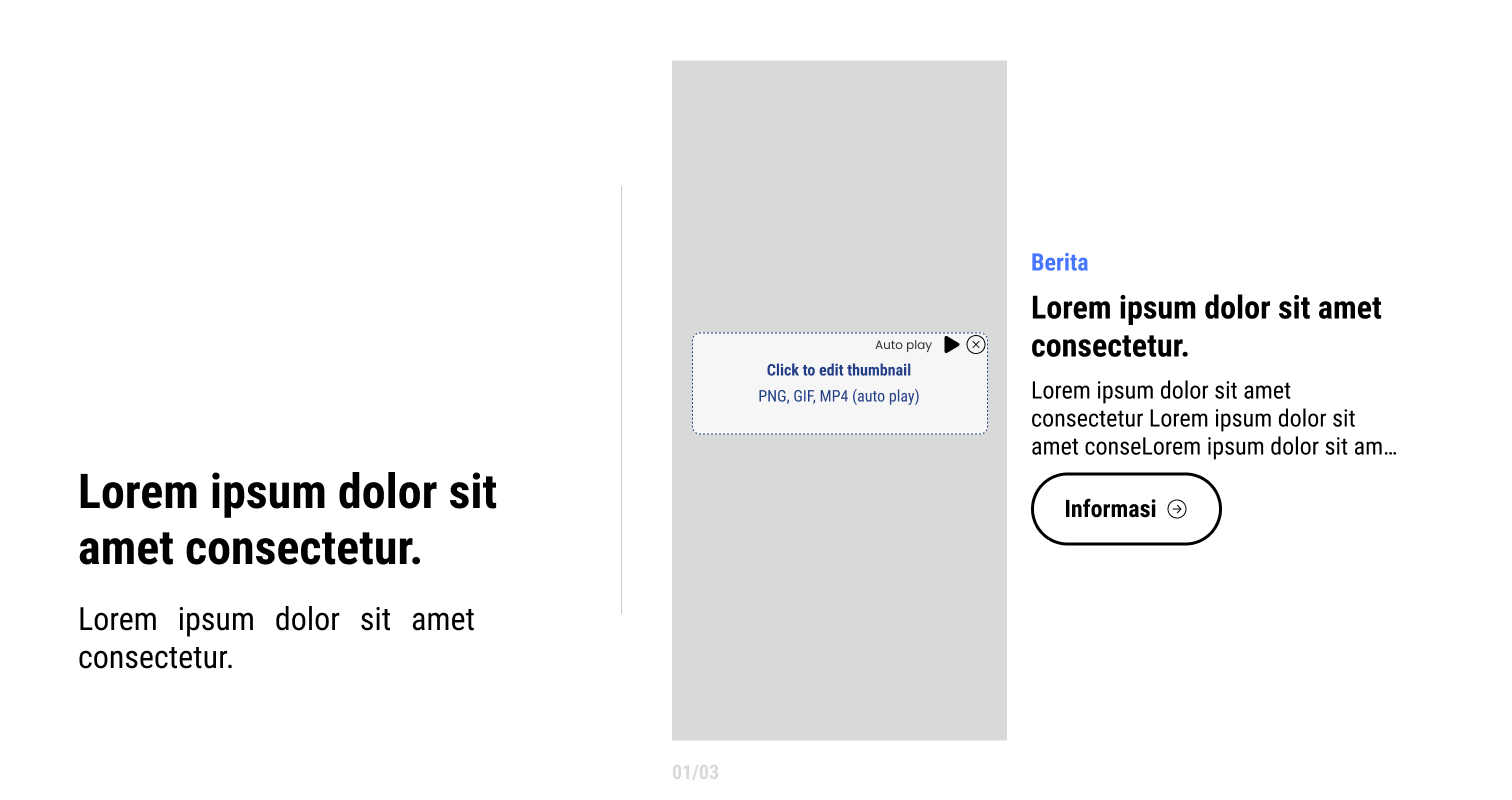 Lorem ipsum dolor sit
amet consectetur.
Lorem ipsum dolor sit amet
consectetur.
Auto play
Click to edit thumbnail
PNG, GIF, MP4 (auto play)
Berita
Lorem ipsum dolor sit amet
consectetur.
Lorem ipsum dolor sit amet
consectetur Lorem ipsum dolor sit
amet conseLorem ipsum dolor sit am...
Informasi
01/03